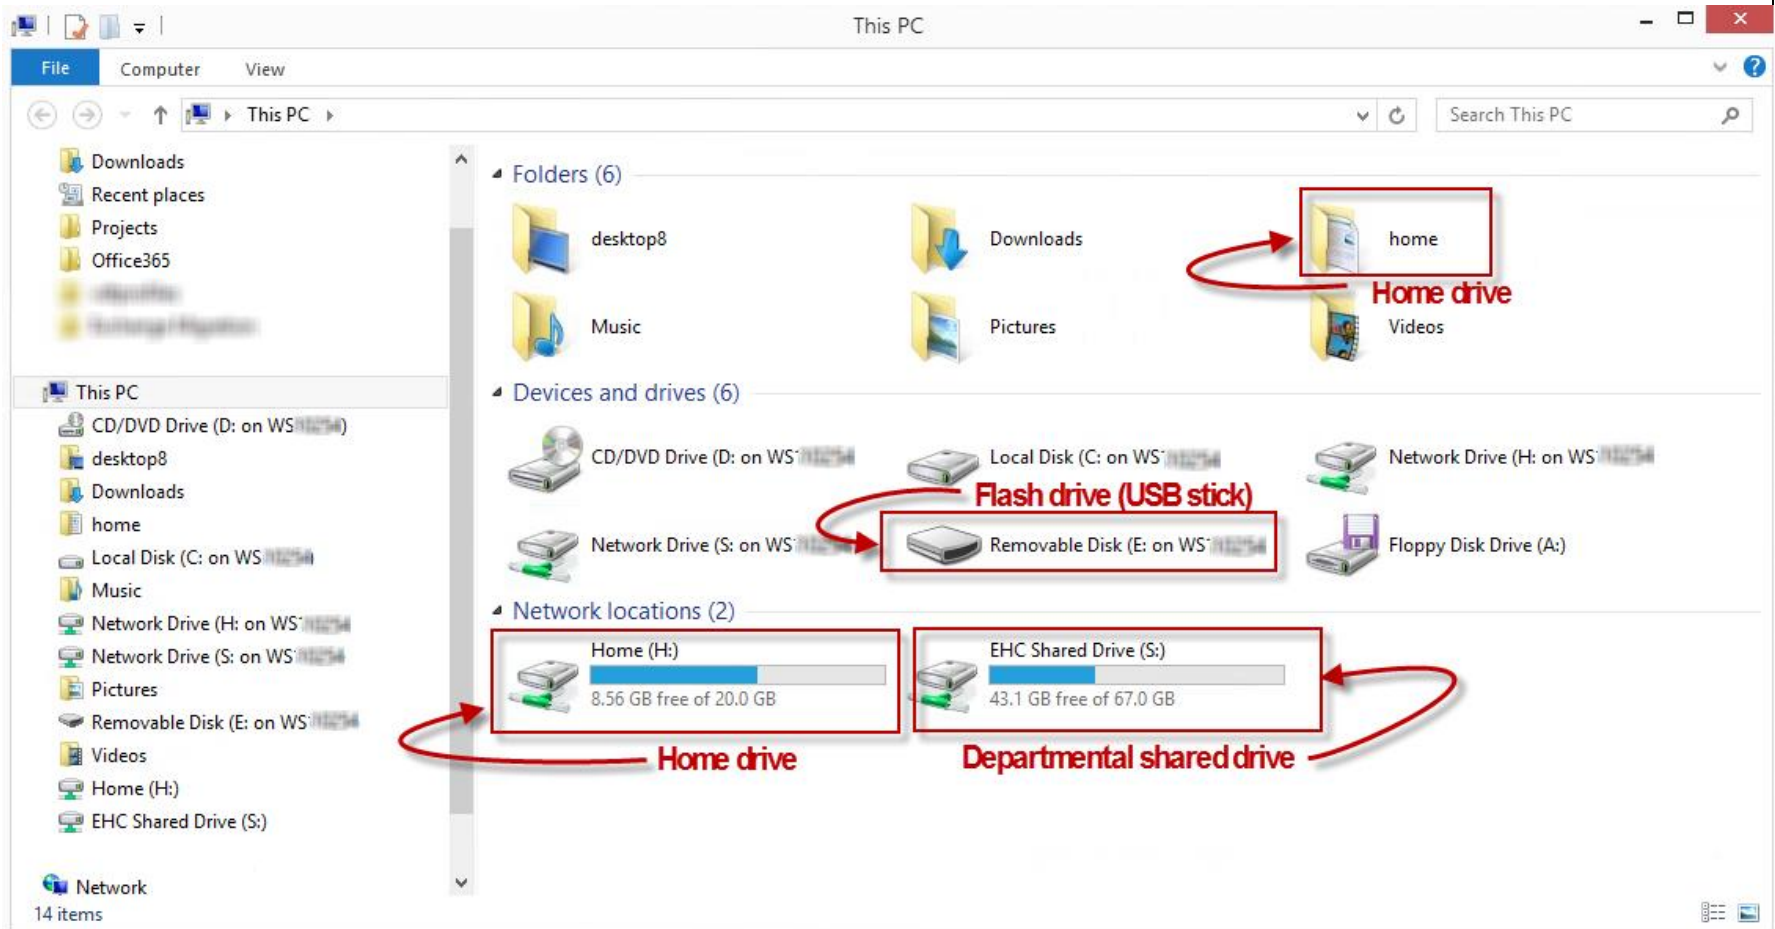 This PC
File Computer View
This PC
Search This PC
Downloads
Recent places
Projects
Office365
This PC
CD/DVD Drive (D: on WS )
desktop8
Downloads
home
Local Disk (C: on WS
Music
Network Drive (H: on WS
Network Drive (S: on WS
Pictures
Removable Disk (E: on WS
Videos
Home (H:)
EHC Shared Drive (S:)
Network
14 items
Folders (6)
desktop8
Downloads
home
Home drive
Music
Pictures
Videos
Devices and drives (6)
CD/DVD Drive (D: on WS
Local Disk (C: on WS
Network Drive (H: on WS
Flash drive (USB stick)
Network Drive (S: on WS
Removable Disk (E: on WS
Floppy Disk Drive (A:)
Network locations (2)
Home (H:)
8.56 GB free of 20.0 GB
EHC Shared Drive (S:)
43.1 GB free of 67.0 GB
Home drive
Departmental shared drive